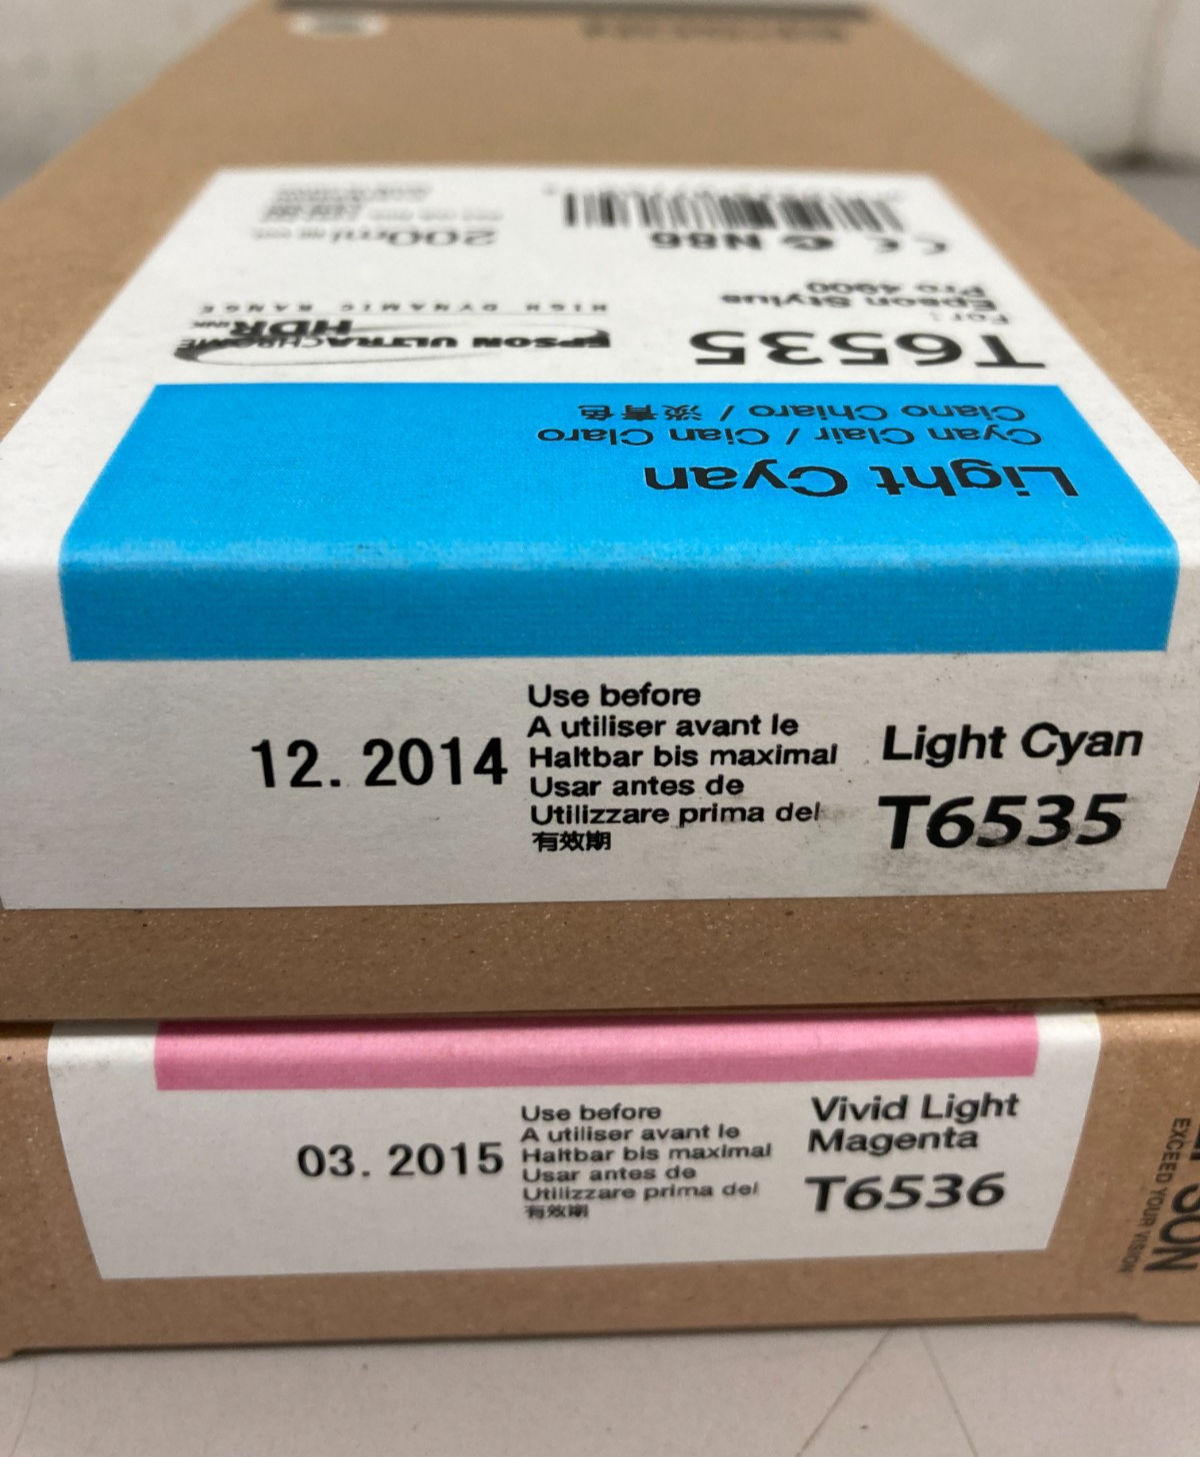 200ml
N86
For:
Epson Stylus
Pro 4900
T6535
HIGH DYNAMIC RANGE
EPSON ULTRACHROME
HDR INK
Ciano Chiaro / 淡青色
Cyan Clair / Cian Claro
Light Cyan
12. 2014
Use before
A utiliser avant le
Haltbar bis maximal
Usar antes de
Utilizzare prima del
有效期
Light Cyan
T6535
03. 2015
Use before
A utiliser avant le
Haltbar bis maximal
Usar antes de
Utilizzare prima del
有效期
Vivid Light
Magenta
T6536
SON
EXCEED YOUR VISION